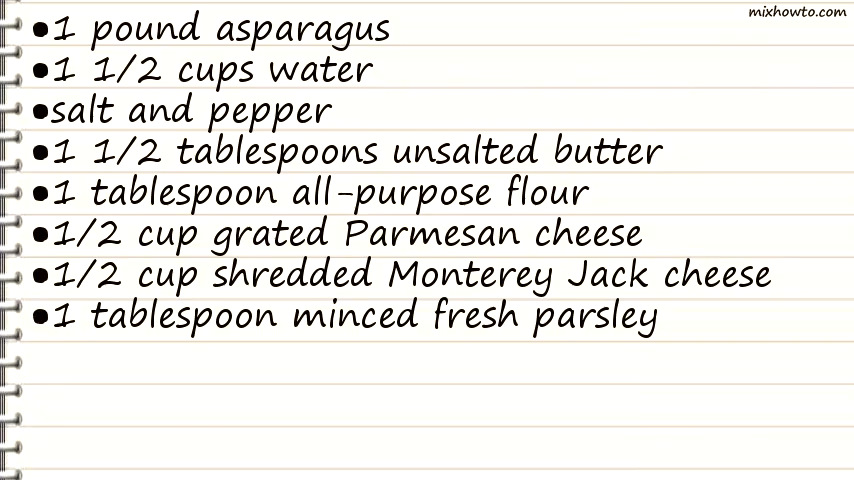 mixhowto.com
•1 pound asparagus
•1 1/2 cups water
•salt and pepper
•1 1/2 tablespoons unsalted butter
•1 tablespoon all-purpose flour
•1/2 cup grated Parmesan cheese
•1/2 cup shredded Monterey Jack cheese
•1 tablespoon minced fresh parsley